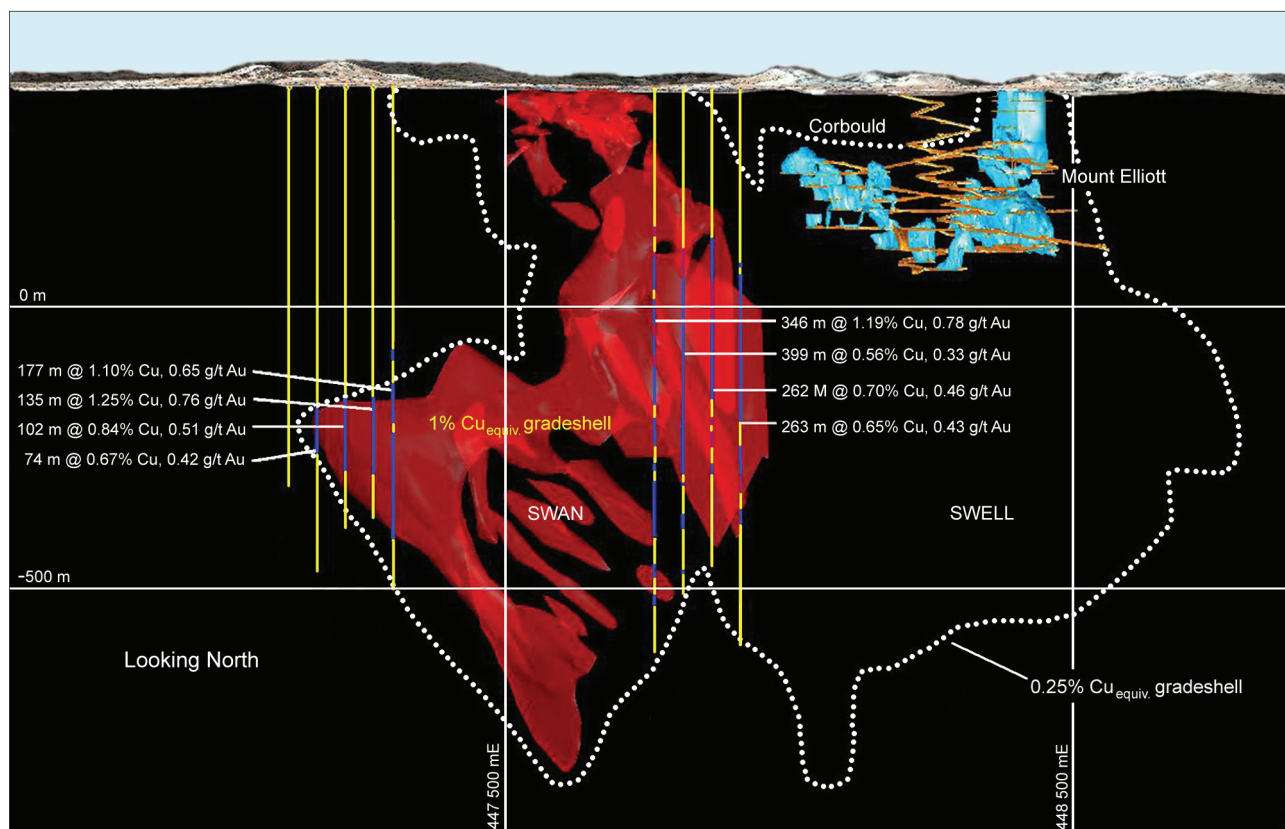 Corbould
Mount Elliott
0 m
346 m @ 1.19% Cu, 0.78 g/t Au
399 m @ 0.56% Cu, 0.33 g/t Au
262 M @ 0.70% Cu, 0.46 g/t Au
263 m @ 0.65% Cu, 0.43 g/t Au
177 m @ 1.10% Cu, 0.65 g/t Au
135 m @ 1.25% Cu, 0.76 g/t Au
102 m @ 0.84% Cu, 0.51 g/t Au
74 m @ 0.67% Cu, 0.42 g/t Au
1% Cu equiv. gradeshell
SWAN
SWELL
-500 m
Looking North
0.25% Cu equiv. gradeshell
447 500 mE
448 500 mE